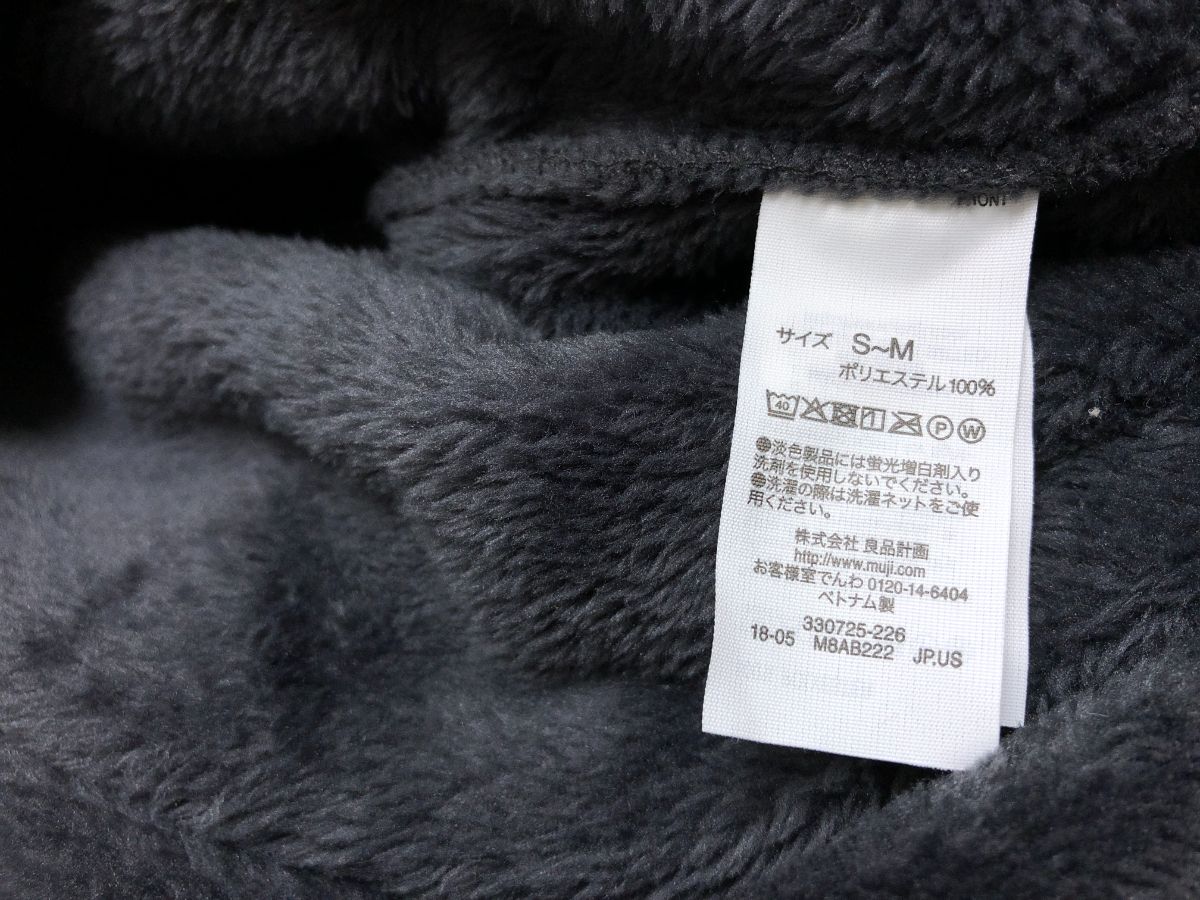 サイズ S~M
ポリエステル100%
40 P W
淡色製品には蛍光増白剤入り
洗剤を使用しないでください。
洗濯の際は洗濯ネットをご使
用ください。
株式会社 良品計画
http://www.muji.com
お客様室でんわ 0120-14-6404
ベトナム製
330725-226
18-05 M8AB222 JP.US